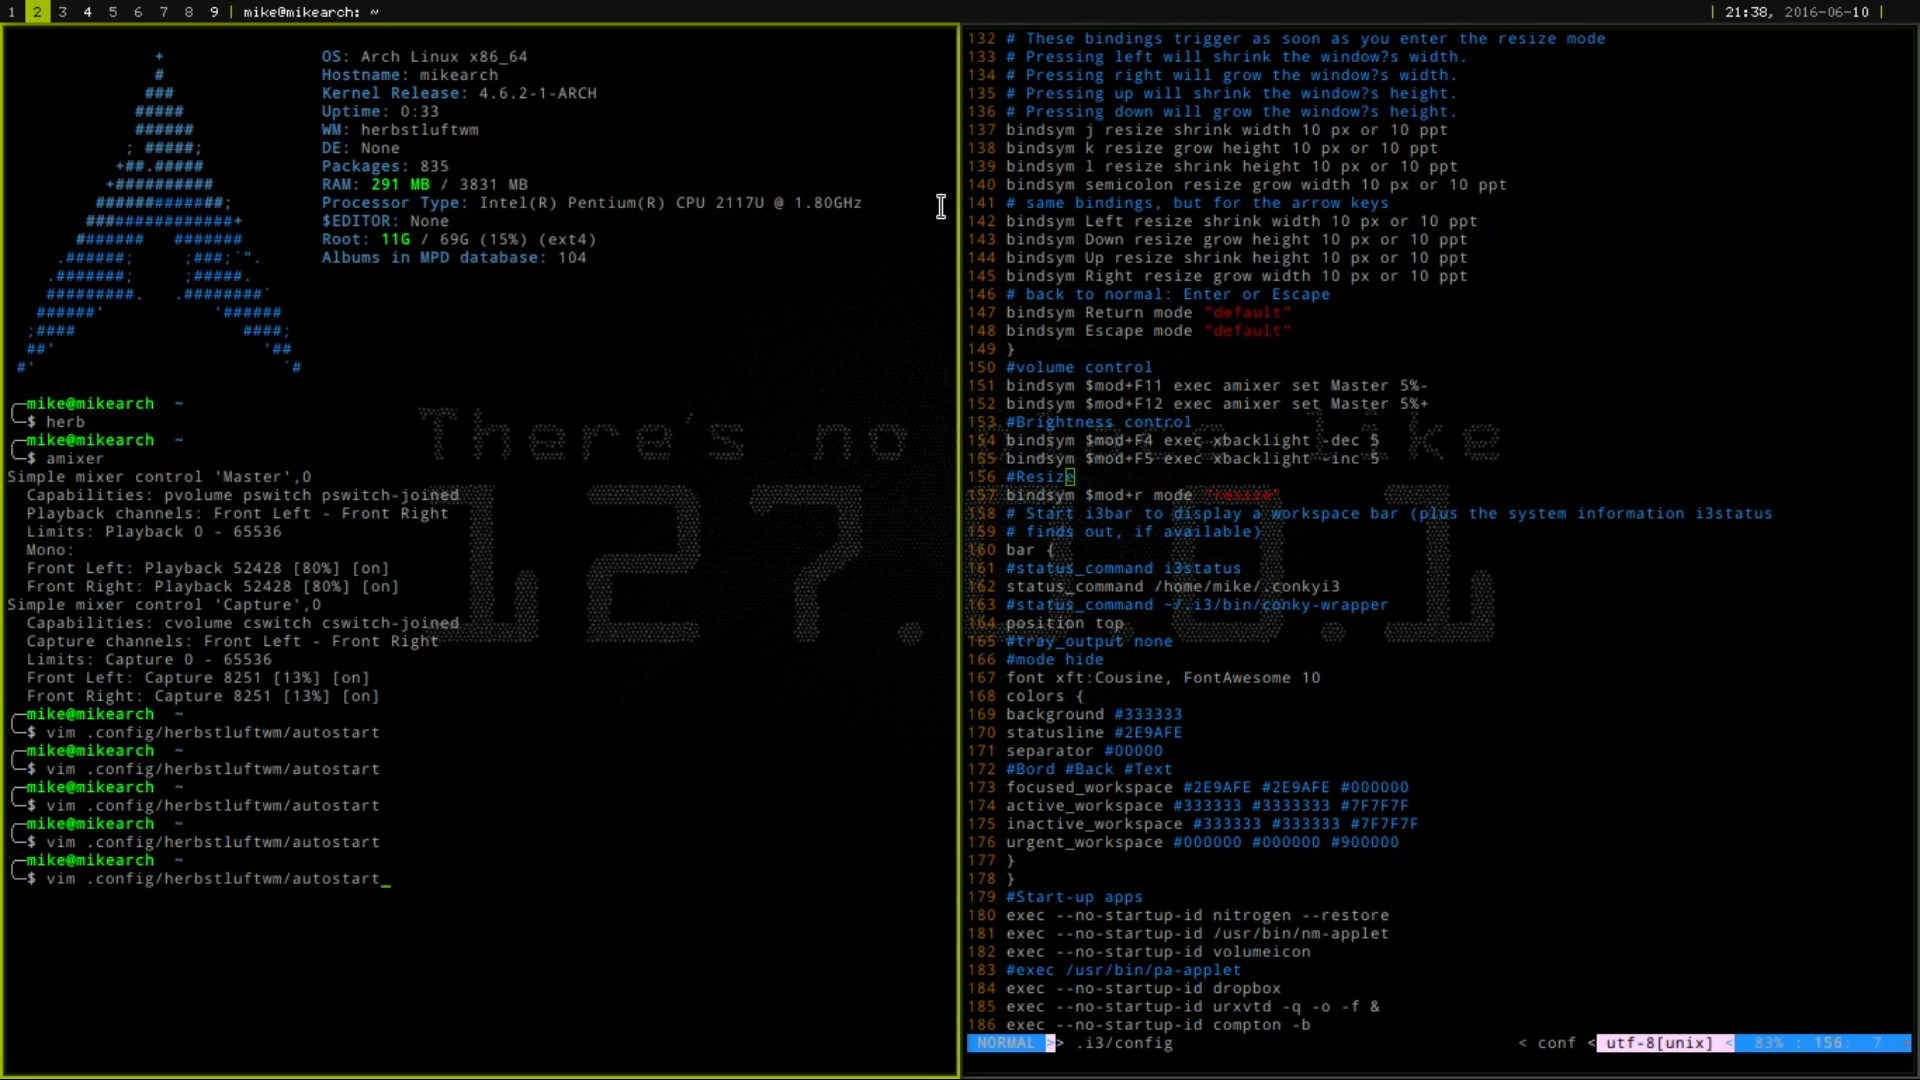 1 2 3 4 5 6 7 8 9 | mike@mikearch: ~
| 21:38, 2016-06-10 |
OS: Arch Linux x86_64
Hostname: mikearch
Kernel Release: 4.6.2-1-ARCH
Uptime: 0:33
WM: herbstluftwm
DE: None
Packages: 835
RAM: 291 MB / 3831 MB
Processor Type: Intel(R) Pentium(R) CPU 2117U @ 1.80GHz
$EDITOR: None
Root: 11G / 69G (15%) (ext4)
Albums in MPD database: 104
mike@mikearch ~
$ herb
mike@mikearch ~
$ amixer
Simple mixer control 'Master',0
Capabilities: pvolume pswitch pswitch-joined
Playback channels: Front Left - Front Right
Limits: Playback 0 - 65536
Mono:
Front Left: Playback 52428 [80%] [on]
Front Right: Playback 52428 [80%] [on]
Simple mixer control 'Capture',0
Capabilities: cvolume cswitch cswitch-joined
Capture channels: Front Left - Front Right
Limits: Capture 0 - 65536
Front Left: Capture 8251 [13%] [on]
Front Right: Capture 8251 [13%] [on]
mike@mikearch ~
$ vim .config/herbstluftwm/autostart
mike@mikearch ~
$ vim .config/herbstluftwm/autostart
mike@mikearch ~
$ vim .config/herbstluftwm/autostart
mike@mikearch ~
$ vim .config/herbstluftwm/autostart
mike@mikearch ~
$ vim .config/herbstluftwm/autostart_
132 # These bindings trigger as soon as you enter the resize mode
133 # Pressing left will shrink the window?s width.
134 # Pressing right will grow the window?s width.
135 # Pressing up will shrink the window?s height.
136 # Pressing down will grow the window?s height.
137 bindsym j resize shrink width 10 px or 10 ppt
138 bindsym k resize grow height 10 px or 10 ppt
139 bindsym l resize shrink height 10 px or 10 ppt
140 bindsym semicolon resize grow width 10 px or 10 ppt
141 # same bindings, but for the arrow keys
142 bindsym Left resize shrink width 10 px or 10 ppt
143 bindsym Down resize grow height 10 px or 10 ppt
144 bindsym Up resize shrink height 10 px or 10 ppt
145 bindsym Right resize grow width 10 px or 10 ppt
146 # back to normal: Enter or Escape
147 bindsym Return mode "default"
148 bindsym Escape mode "default"
149 }
150 #volume control
151 bindsym $mod+F11 exec amixer set Master 5%-
152 bindsym $mod+F12 exec amixer set Master 5%+
153 #Brightness control
154 bindsym $mod+F4 exec xbacklight -dec 5
155 bindsym $mod+F5 exec xbacklight -inc 5
156 #Resize
157 bindsym $mod+r mode "resize"
158 # Start i3bar to display a workspace bar (plus the system information i3status
159 # finds out, if available)
160 bar {
161 #status_command i3status
162 status_command /home/mike/.conkyi3
163 #status_command ~/.i3/bin/conky-wrapper
164 position top
165 #tray_output none
166 #mode hide
167 font xft:Cousine, FontAwesome 10
168 colors {
169 background #333333
170 statusline #2E9AFE
171 separator #00000
172 #Bord #Back #Text
173 focused_workspace #2E9AFE #2E9AFE #000000
174 active_workspace #333333 #3333333 #7F7F7F
175 inactive_workspace #333333 #333333 #7F7F7F
176 urgent_workspace #000000 #000000 #900000
177 }
178 }
179 #Start-up apps
180 exec --no-startup-id nitrogen --restore
181 exec --no-startup-id /usr/bin/nm-applet
182 exec --no-startup-id volumeicon
183 #exec /usr/bin/pa-applet
184 exec --no-startup-id dropbox
185 exec --no-startup-id urxvtd -q -o -f &
186 exec --no-startup-id compton -b
NORMAL >> .i3/config < conf < utf-8[unix] < 83% : 156: 7
There's no like
127. .0.1